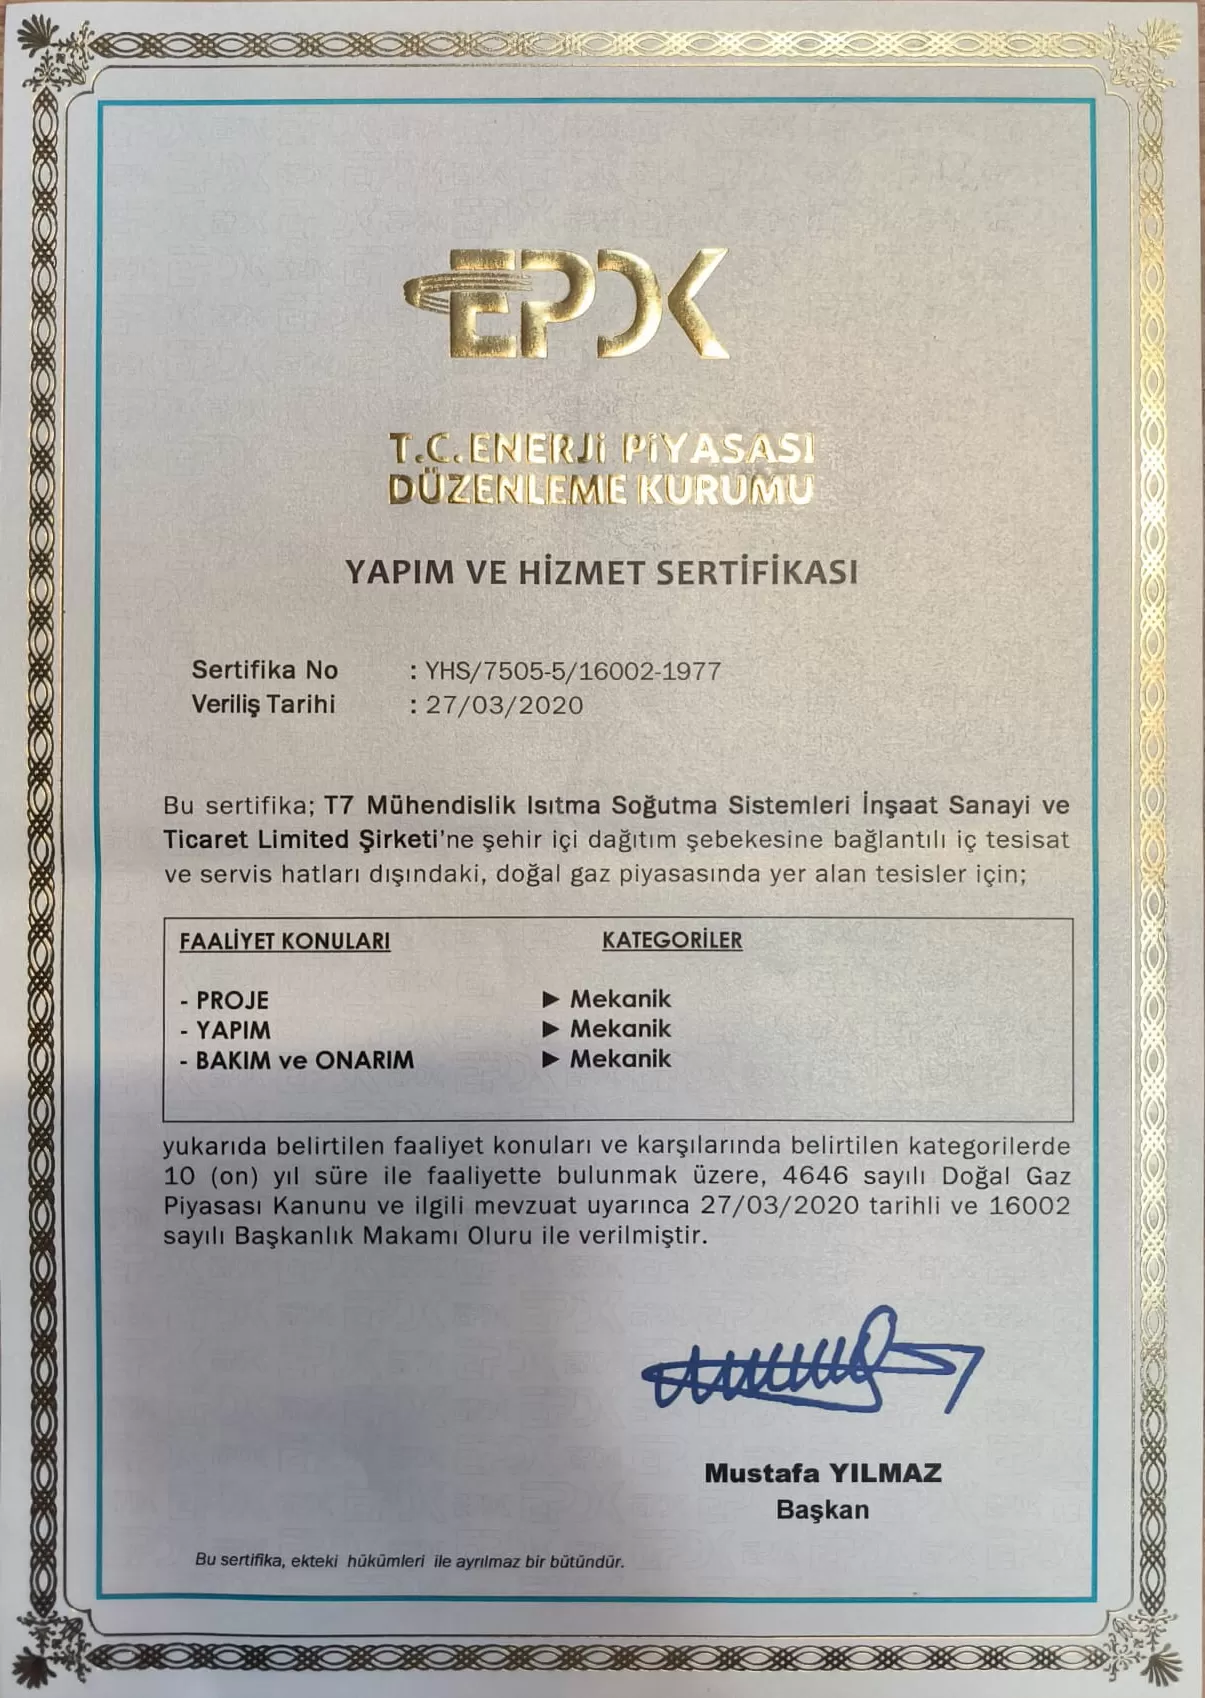 EPDK
T.C. ENERJİ PİYASASI
DÜZENLEME KURUMU
YAPIM VE HİZMET SERTİFİKASI
Sertifika No : YHS/7505-5/16002-1977
Veriliş Tarihi : 27/03/2020
Bu sertifika; T7 Mühendislik Isıtma Soğutma Sistemleri İnşaat Sanayi ve
Ticaret Limited Şirketi'ne şehir içi dağıtım şebekesine bağlantılı iç tesisat
ve servis hatları dışındaki, doğal gaz piyasasında yer alan tesisler için;
FAALİYET KONULARI KATEGORİLER
- PROJE ► Mekanik
- YAPIM ► Mekanik
- BAKIM ve ONARIM ► Mekanik
yukarıda belirtilen faaliyet konuları ve karşılarında belirtilen kategorilerde
10 (on) yıl süre ile faaliyette bulunmak üzere, 4646 sayılı Doğal Gaz
Piyasası Kanunu ve ilgili mevzuat uyarınca 27/03/2020 tarihli ve 16002
sayılı Başkanlık Makamı Oluru ile verilmiştir.
Mustafa YILMAZ
Başkan
Bu sertifika, ekteki hükümleri ile ayrılmaz bir bütündür.